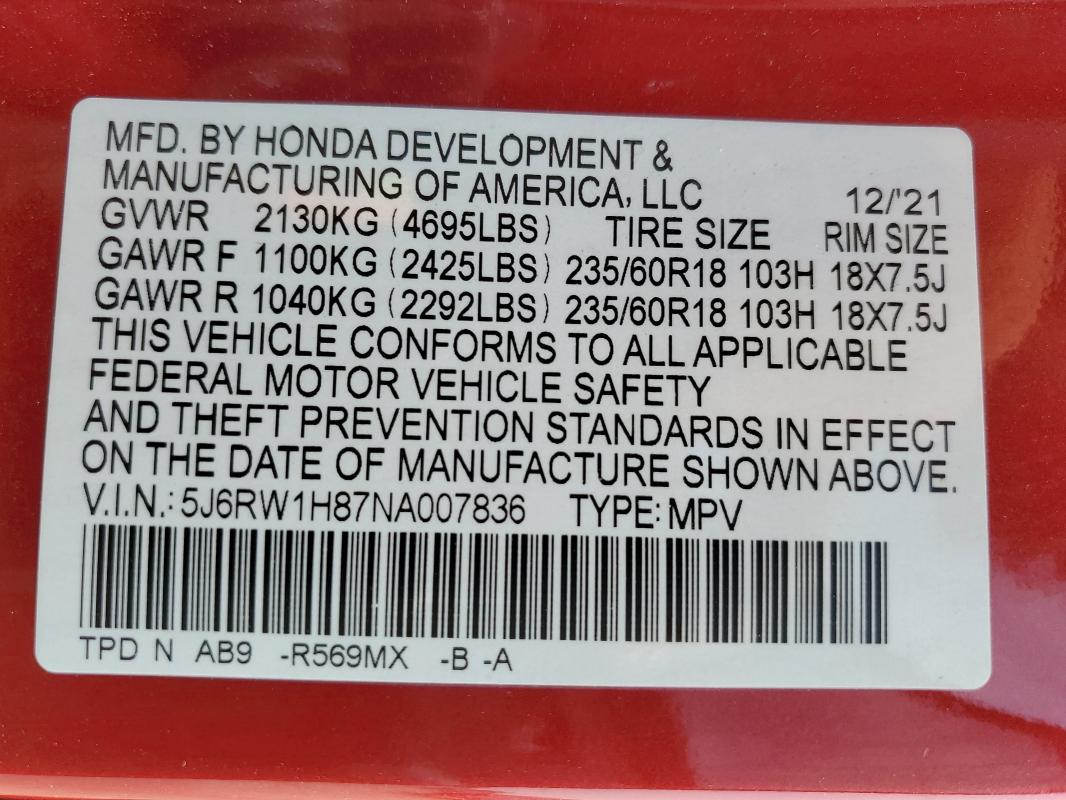 MFD. BY HONDA DEVELOPMENT &
MANUFACTURING OF AMERICA, LLC 12/'21
GVWR 2130KG (4695LBS) TIRE SIZE RIM SIZE
GAWR F 1100KG (2425LBS) 235/60R18 103H 18X7.5J
GAWR R 1040KG (2292LBS) 235/60R18 103H 18X7.5J
THIS VEHICLE CONFORMS TO ALL APPLICABLE
FEDERAL MOTOR VEHICLE SAFETY
AND THEFT PREVENTION STANDARDS IN EFFECT
ON THE DATE OF MANUFACTURE SHOWN ABOVE.
V.I.N.: 5J6RW1H87NA007836 TYPE: MPV
TPD N AB9 -R569MX -B -A